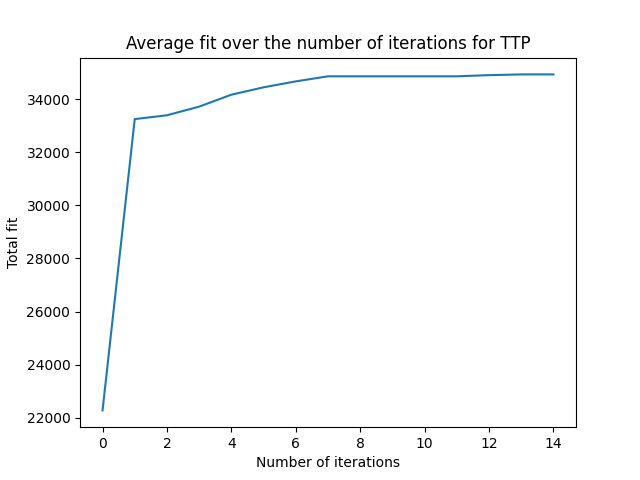 Average fit over the number of iterations for TTP
Total fit
34000
32000
30000
28000
26000
24000
22000
0 2 4 6 8 10 12 14
Number of iterations